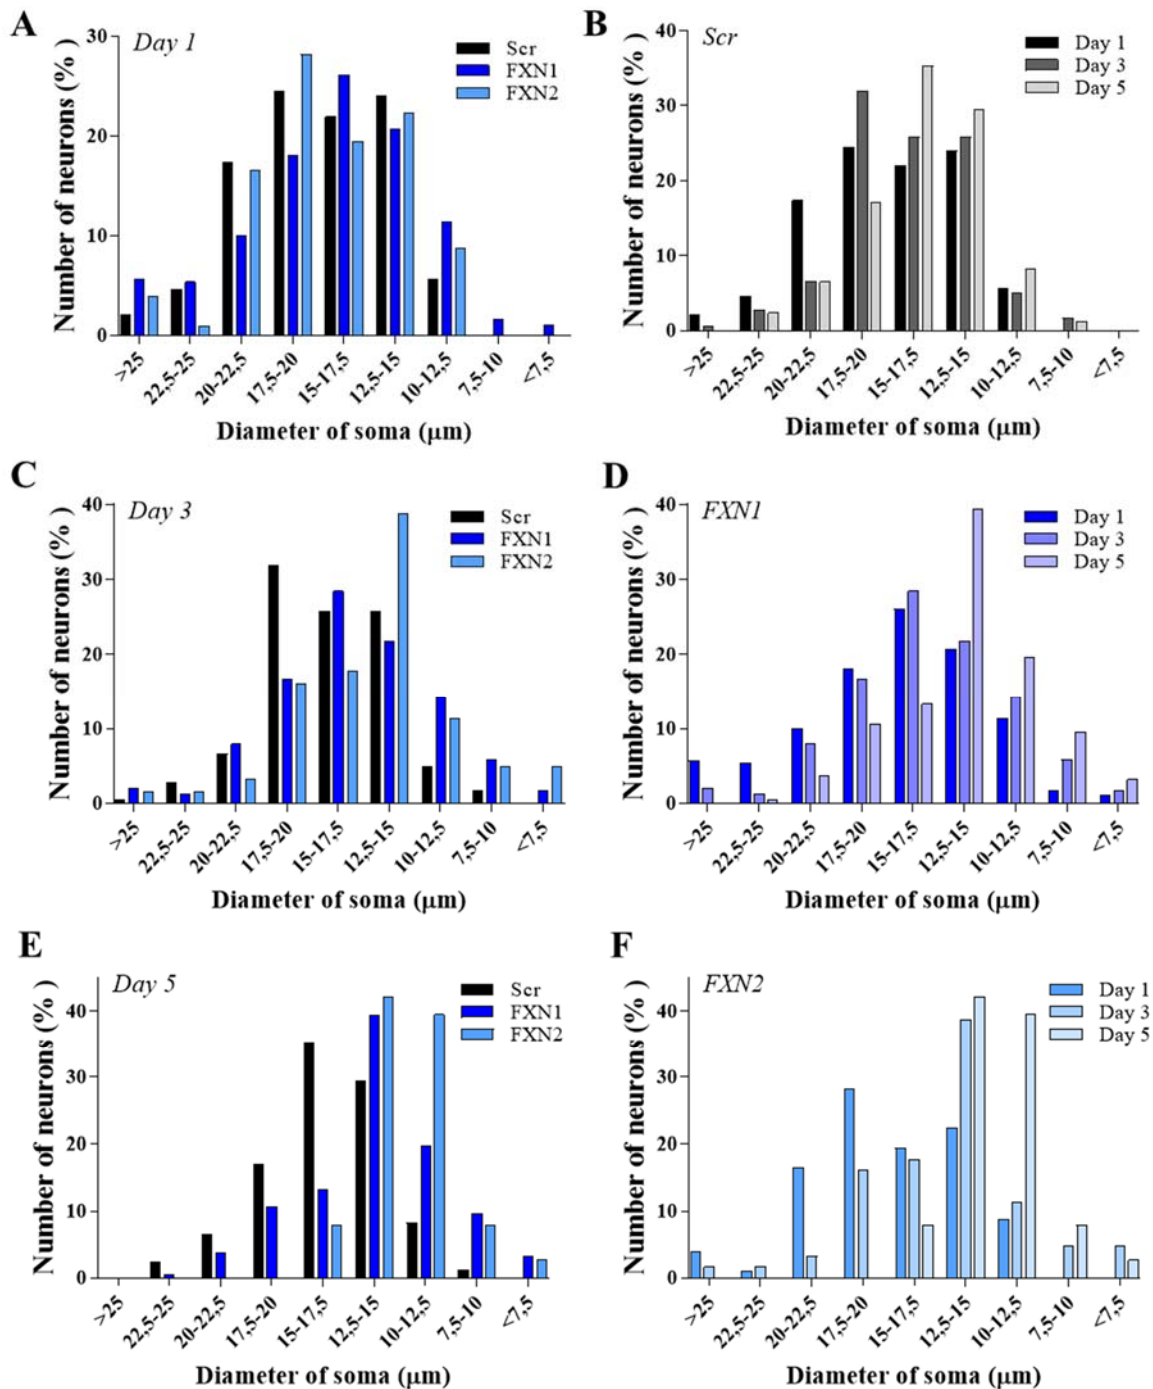 A
Day 1
Number of neurons (%)
30
20
10
0
Scr
FXN1
FXN2
>25
22,5-25
20-22,5
17,5-20
15-17,5
12,5-15
10-12,5
7,5-10
<7,5
Diameter of soma (μm)
B
Scr
Number of neurons (%)
40
30
20
10
0
Day 1
Day 3
Day 5
>25
22,5-25
20-22,5
17,5-20
15-17,5
12,5-15
10-12,5
7,5-10
<7,5
Diameter of soma (μm)
C
Day 3
Number of neurons (%)
40
30
20
10
0
Scr
FXN1
FXN2
>25
22,5-25
20-22,5
17,5-20
15-17,5
12,5-15
10-12,5
7,5-10
<7,5
Diameter of soma (μm)
D
FXN1
Number of neurons (%)
40
30
20
10
0
Day 1
Day 3
Day 5
>25
22,5-25
20-22,5
17,5-20
15-17,5
12,5-15
10-12,5
7,5-10
<7,5
Diameter of soma (μm)
E
Day 5
Number of neurons (%)
40
30
20
10
0
Scr
FXN1
FXN2
>25
22,5-25
20-22,5
17,5-20
15-17,5
12,5-15
10-12,5
7,5-10
<7,5
Diameter of soma (μm)
F
FXN2
Number of neurons (%)
40
30
20
10
0
Day 1
Day 3
Day 5
>25
22,5-25
20-22,5
17,5-20
15-17,5
12,5-15
10-12,5
7,5-10
<7,5
Diameter of soma (μm)